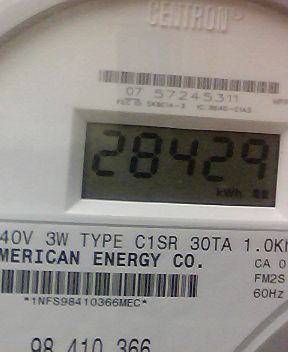 CENTRON
07 57245311
28429
kWh
40V 3W TYPE C1SR 30TA 1.0K
MERICAN ENERGY CO.
CA 0
FM2S
60Hz
*1NFS98410366MEC*
98 410 366